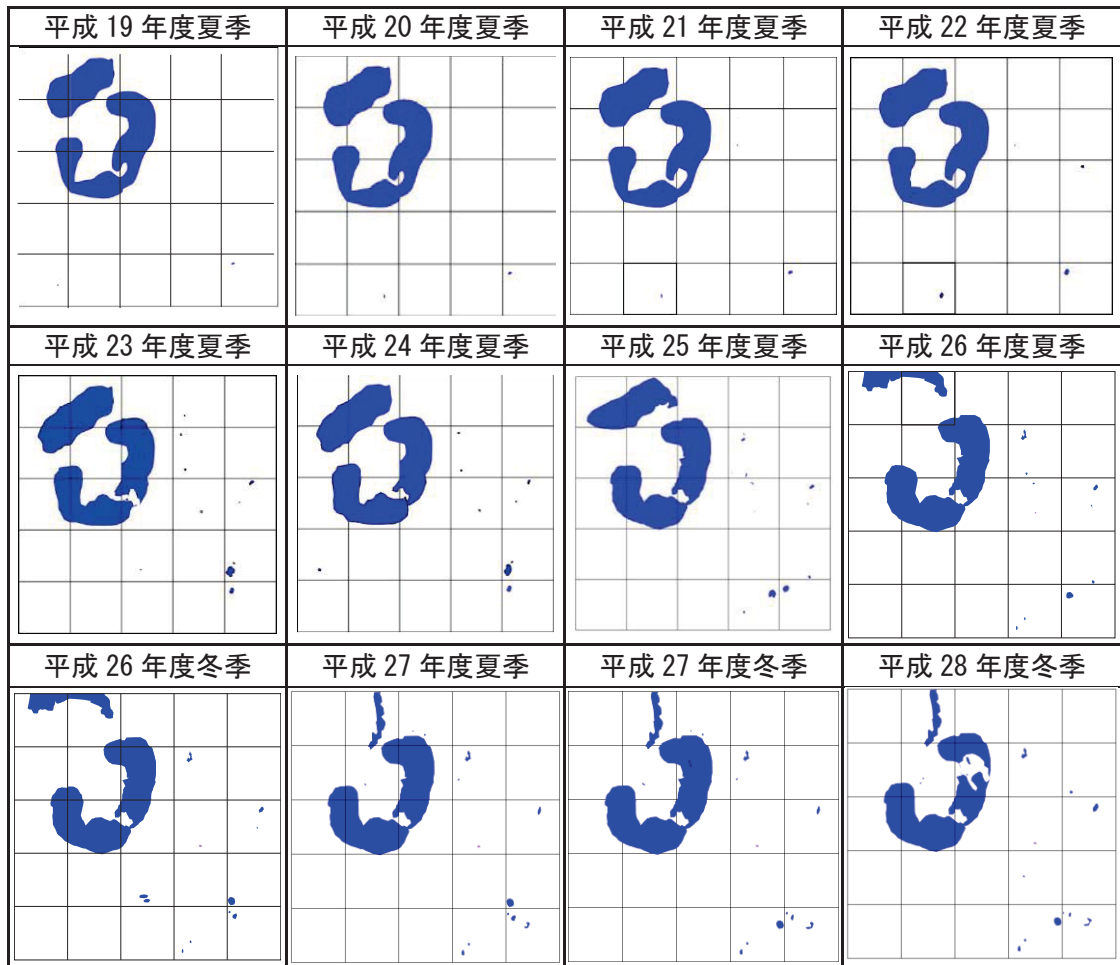 平成 19 年度夏季
平成 20 年度夏季
平成 21 年度夏季
平成 22 年度夏季
平成 23 年度夏季
平成 24 年度夏季
平成 25 年度夏季
平成 26 年度夏季
平成 26 年度冬季
平成 27 年度夏季
平成 27 年度冬季
平成 28 年度冬季